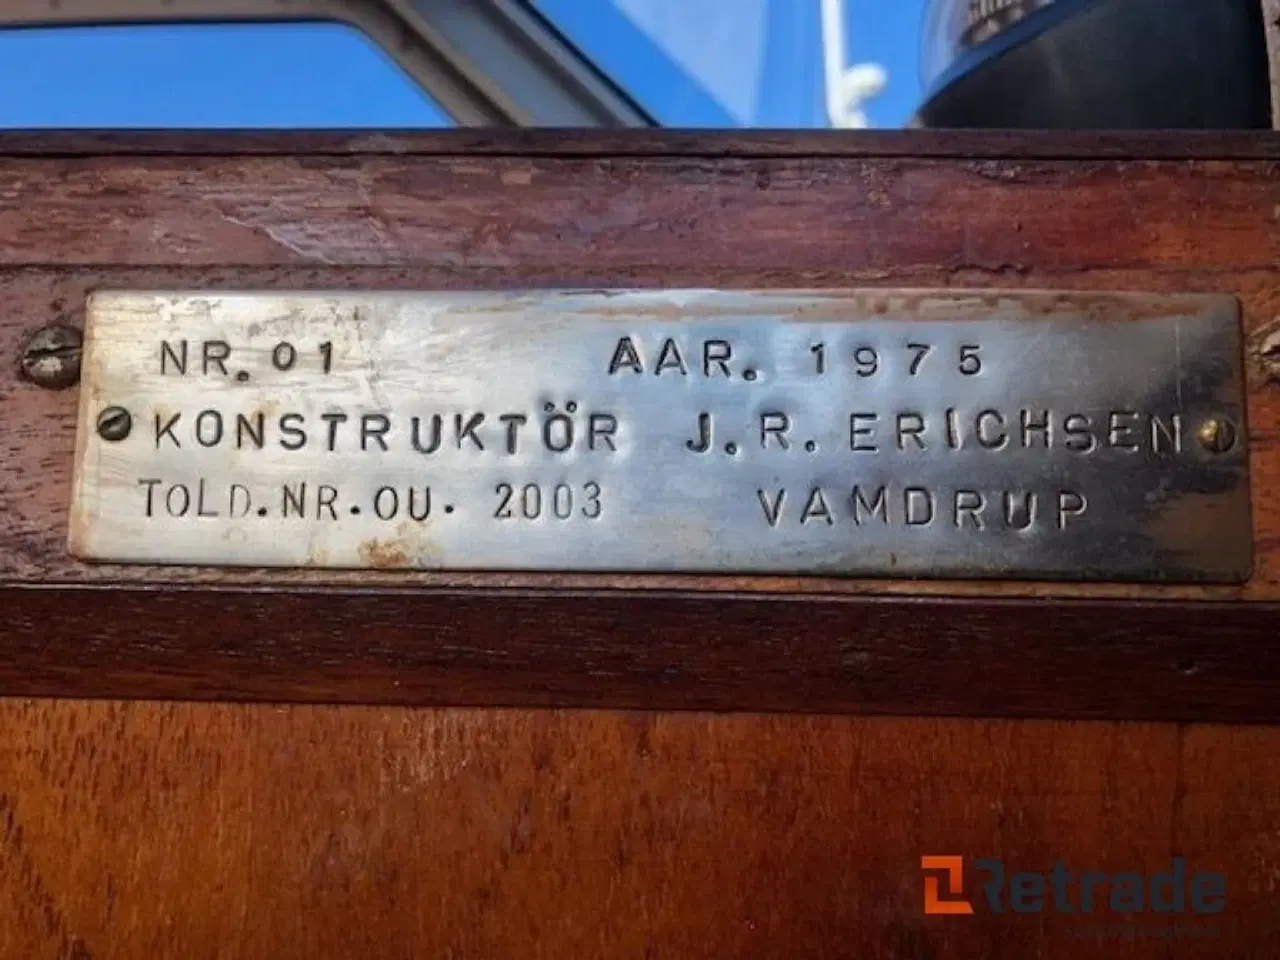 NR. 01 AAR. 1975
KONSTRUKTÖR J. R. ERICHSEN
TOLD.NR.OU. 2003 VAMDRUP
Retrade